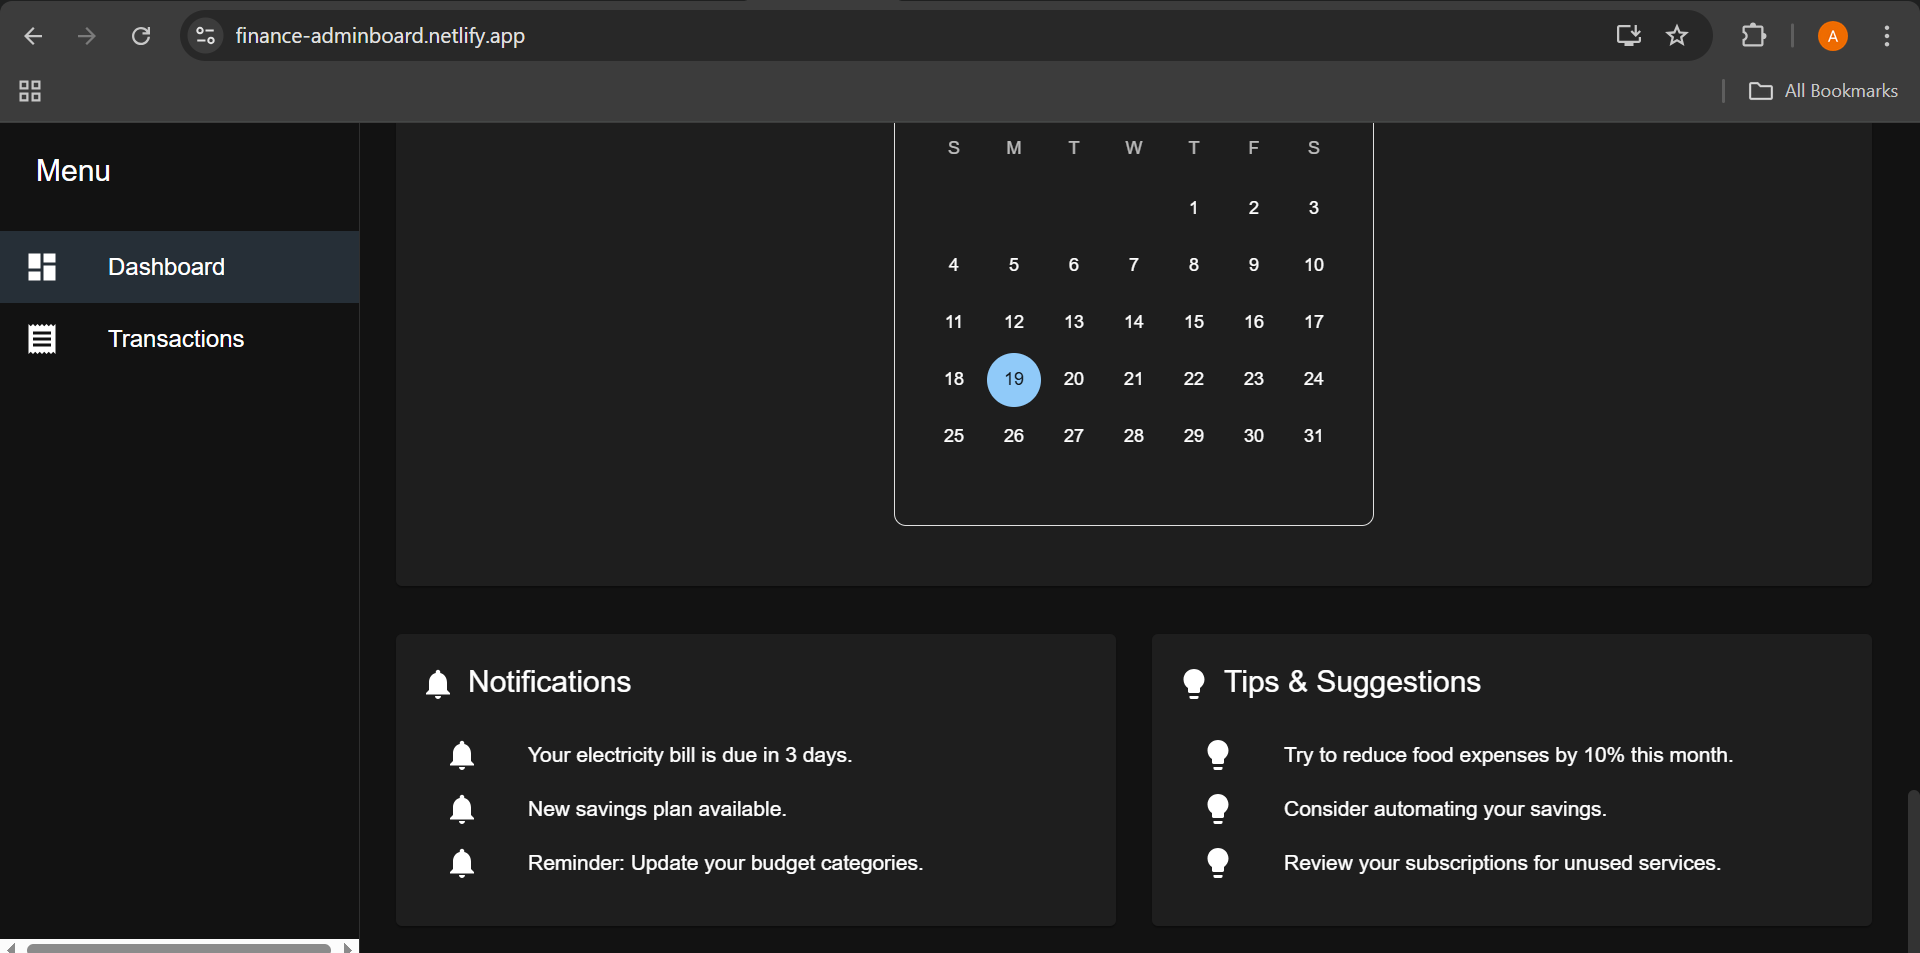 finance-adminboard.netlify.app
A
All Bookmarks
Menu
Dashboard
Transactions
S M T W T F S
1 2 3
4 5 6 7 8 9 10
11 12 13 14 15 16 17
18 19 20 21 22 23 24
25 26 27 28 29 30 31
Notifications
Your electricity bill is due in 3 days.
New savings plan available.
Reminder: Update your budget categories.
Tips & Suggestions
Try to reduce food expenses by 10% this month.
Consider automating your savings.
Review your subscriptions for unused services.